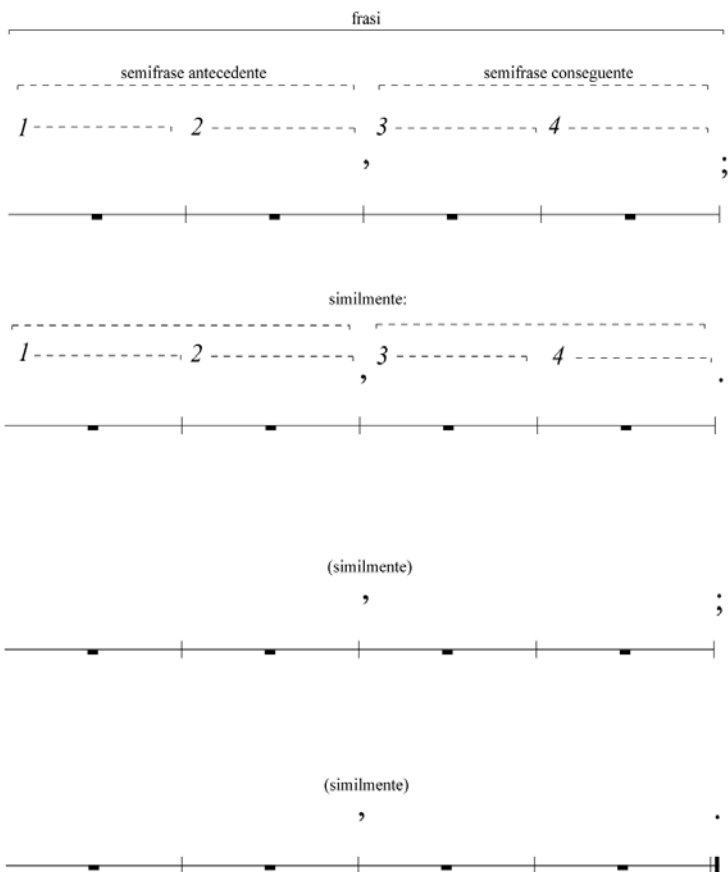 frasi
semifrase antecedente semifrase conseguente
1 2 3 4
, ;
similmente:
1 2 3 4
, .
(similmente)
, ;
(similmente)
, .